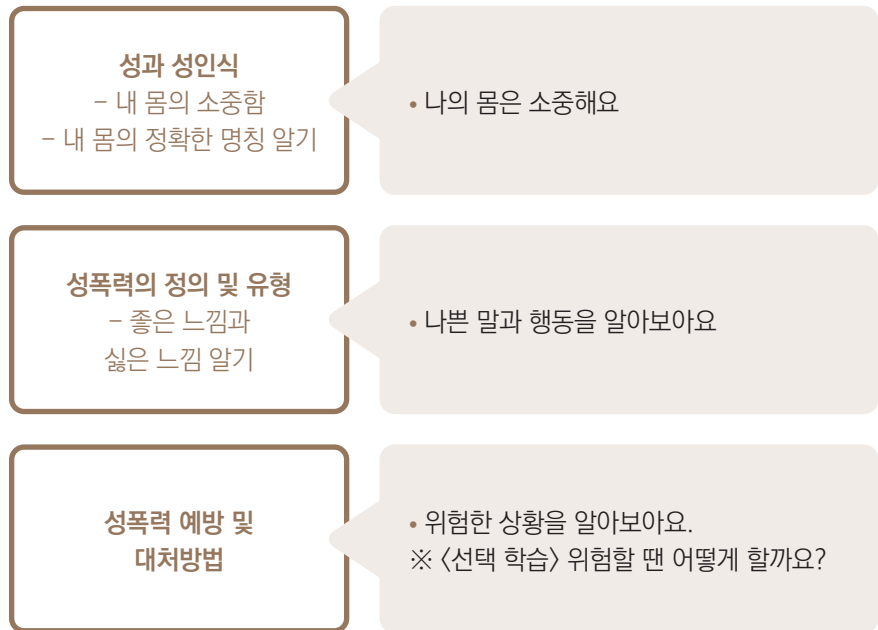 성과 성인식
– 내 몸의 소중함
– 내 몸의 정확한 명칭 알기
• 나의 몸은 소중해요
성폭력의 정의 및 유형
– 좋은 느낌과
싫은 느낌 알기
• 나쁜 말과 행동을 알아보아요
성폭력 예방 및
대처방법
• 위험한 상황을 알아보아요.
※ 〈선택 학습〉 위험할 땐 어떻게 할까요?